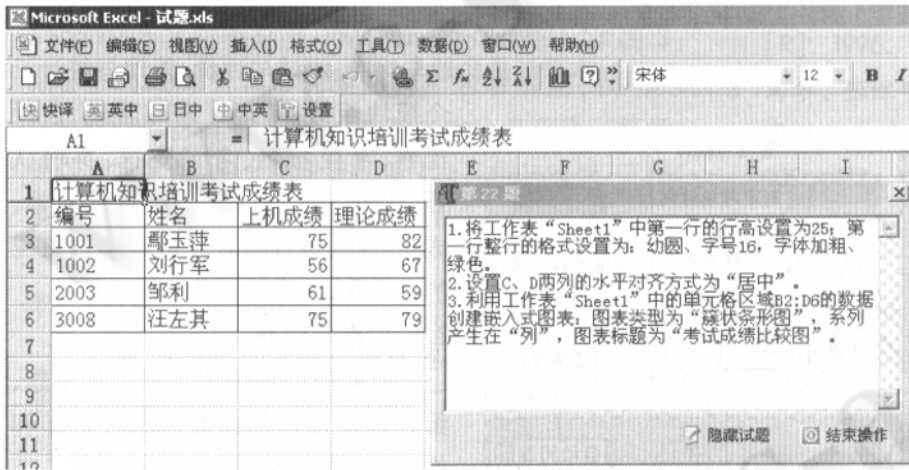 Microsoft Excel - 试题.xls
文件(F) 编辑(E) 视图(V) 插入(I) 格式(O) 工具(T) 数据(D) 窗口(W) 帮助(H)
宋体 12 B I
快译 英中 日中 中英 设置
A1 = 计算机知识培训考试成绩表
A B C D E F G H I
1 计算机知识培训考试成绩表
2 编号 姓名 上机成绩 理论成绩
3 1001 鄢玉萍 75 82
4 1002 刘行军 56 67
5 2003 邹利 61 59
6 3008 汪左其 75 79
7
8
9
10
11
12
第 22 题
1.将工作表“Sheet1”中第一行的行高设置为25；第
一行整行的格式设置为：幼圆、字号16，字体加粗、
绿色。
2.设置C、D两列的水平对齐方式为“居中”。
3.利用工作表“Sheet1”中的单元格区域B2:D6的数据
创建嵌入式图表：图表类型为“簇状条形图”，系列
产生在“列”，图表标题为“考试成绩比较图”。
隐藏试题 结束操作